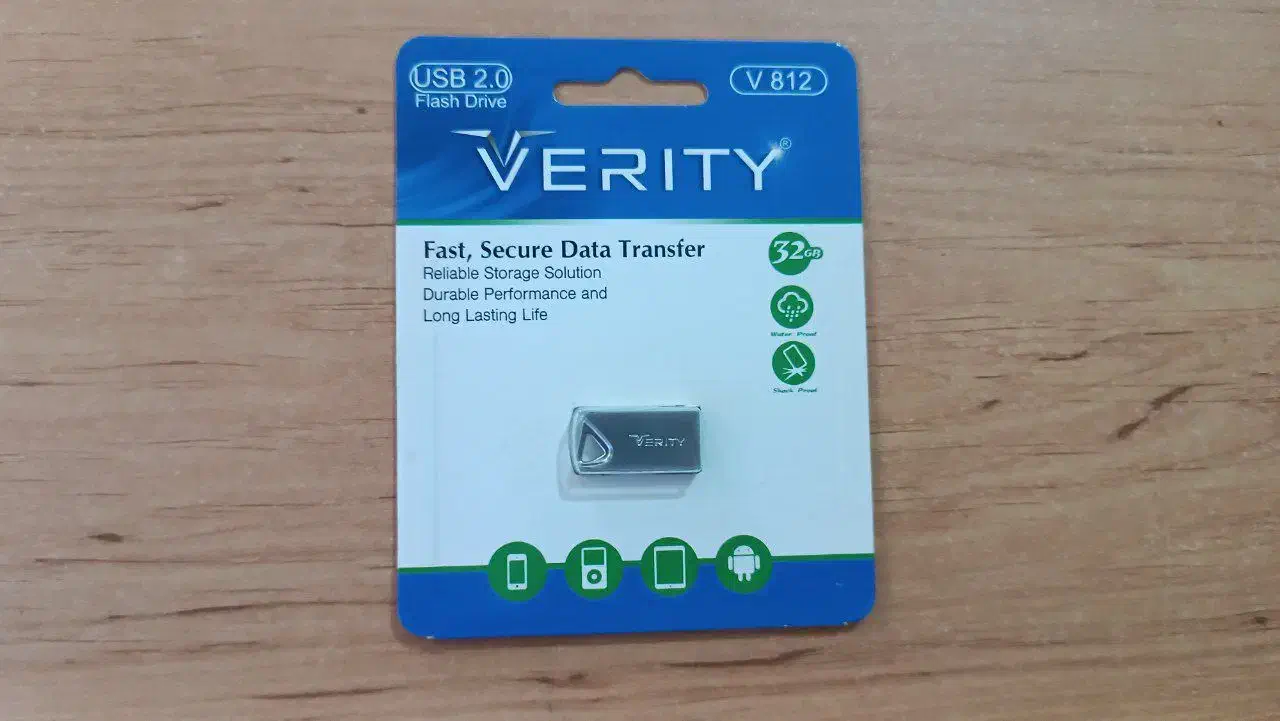 USB 2.0
Flash Drive
V 812
VERITY®
Fast, Secure Data Transfer
Reliable Storage Solution
Durable Performance and
Long Lasting Life
32GB
Water Proof
Shock Proof
VERITY